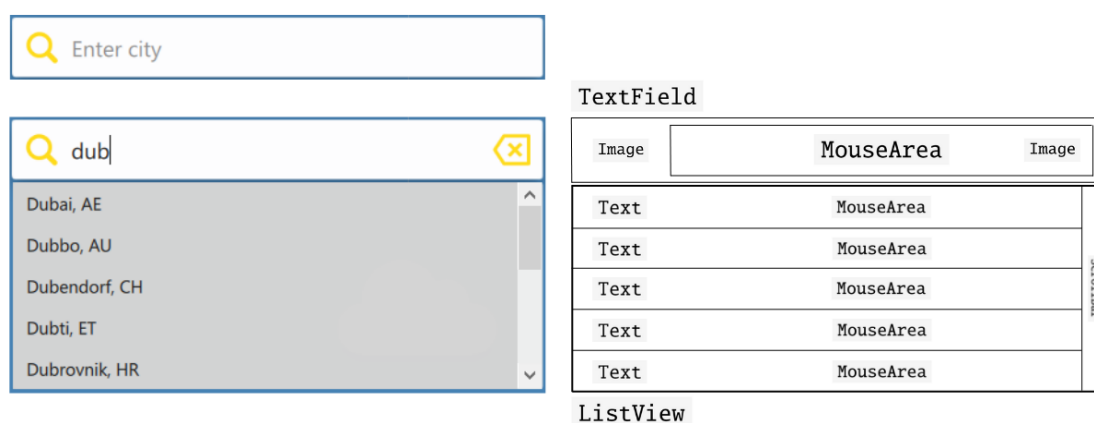 Enter city
dub
Dubai, AE
Dubbo, AU
Dubendorf, CH
Dubti, ET
Dubrovnik, HR
TextField
Image MouseArea Image
Text MouseArea
Text MouseArea
Text MouseArea
Text MouseArea
Text MouseArea
ListView